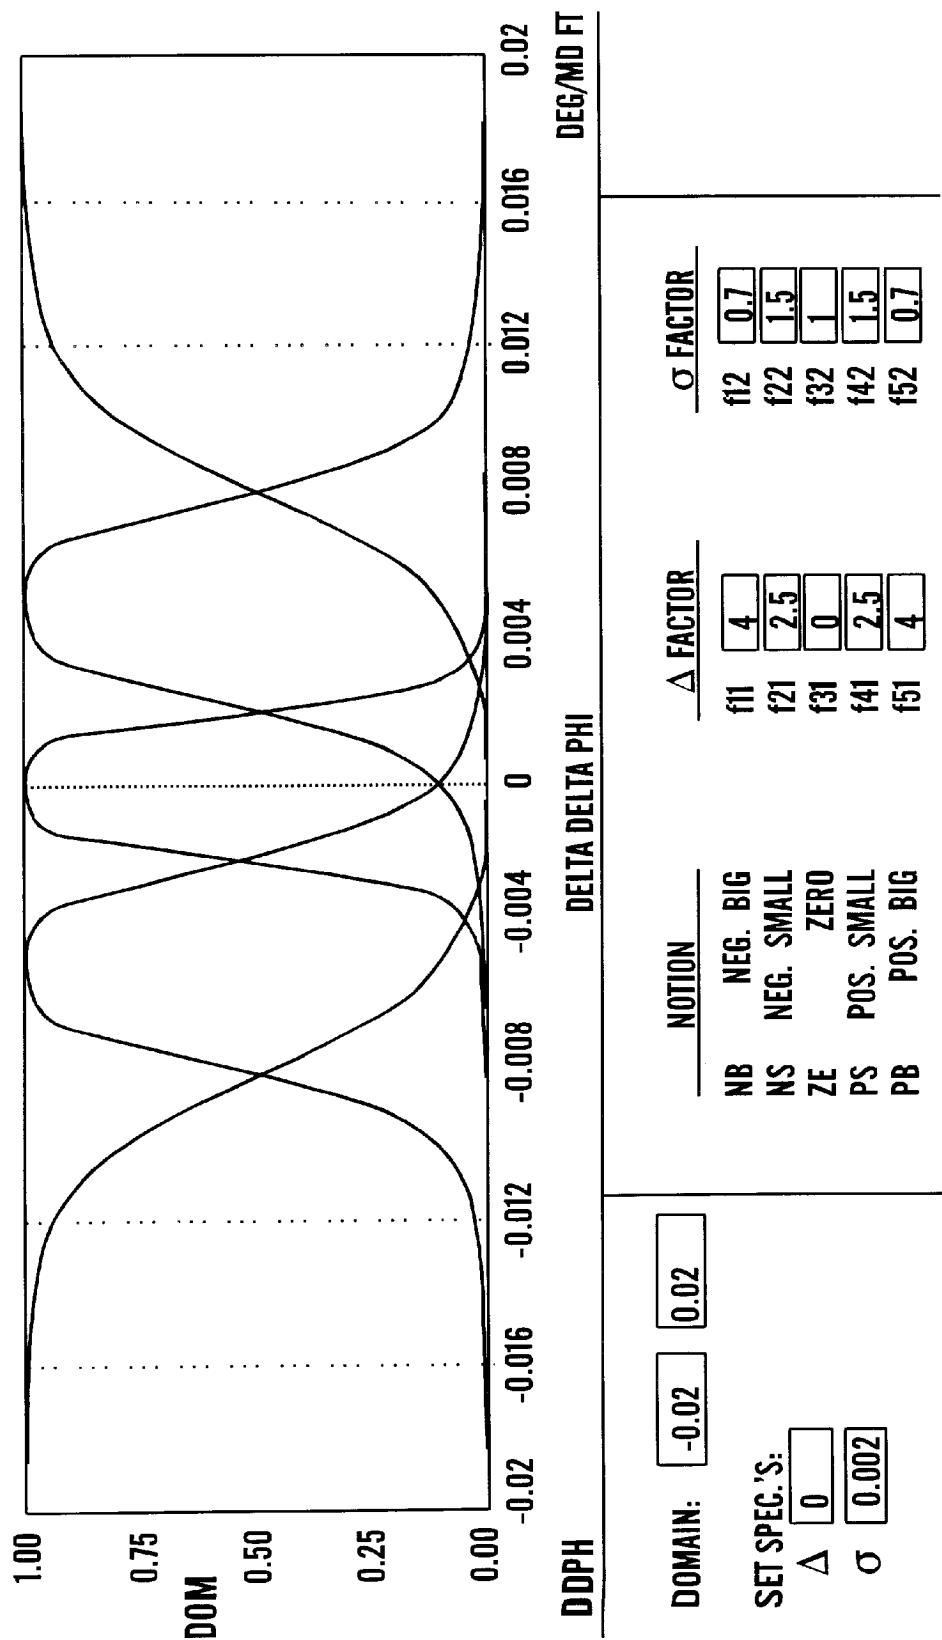 1.00
0.75
DOM
0.50
0.25
0.00
-0.02 -0.016 -0.012 -0.008 -0.004 0 0.004 0.008 0.012 0.016 0.02
DDPH DELTA DELTA PHI DEG/MD FT
DOMAIN: -0.02 0.02
SET SPEC.'S:
Δ 0
σ 0.002
NOTION Δ FACTOR σ FACTOR
NB NEG. BIG f11 4 f12 0.7
NS NEG. SMALL f21 2.5 f22 1.5
ZE ZERO f31 0 f32 1
PS POS. SMALL f41 2.5 f42 1.5
PB POS. BIG f51 4 f52 0.7